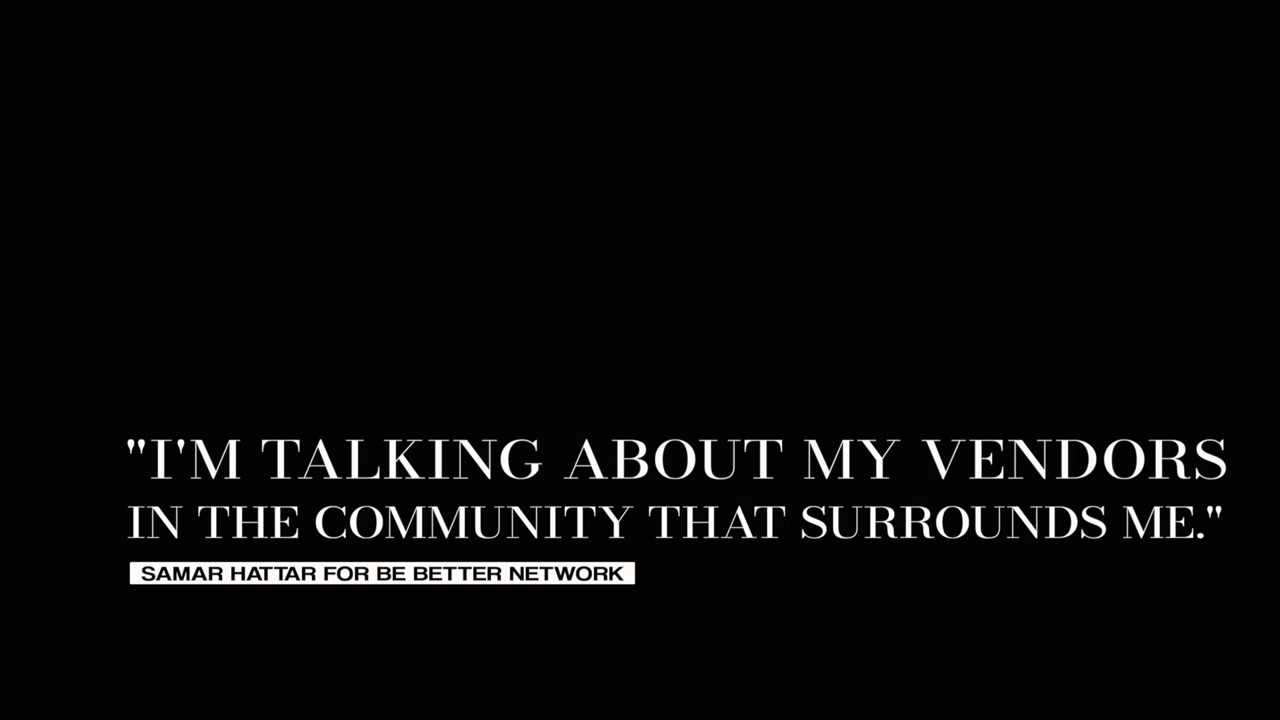 "I'M TALKING ABOUT MY VENDORS
IN THE COMMUNITY THAT SURROUNDS ME."
SAMAR HATTAR FOR BE BETTER NETWORK